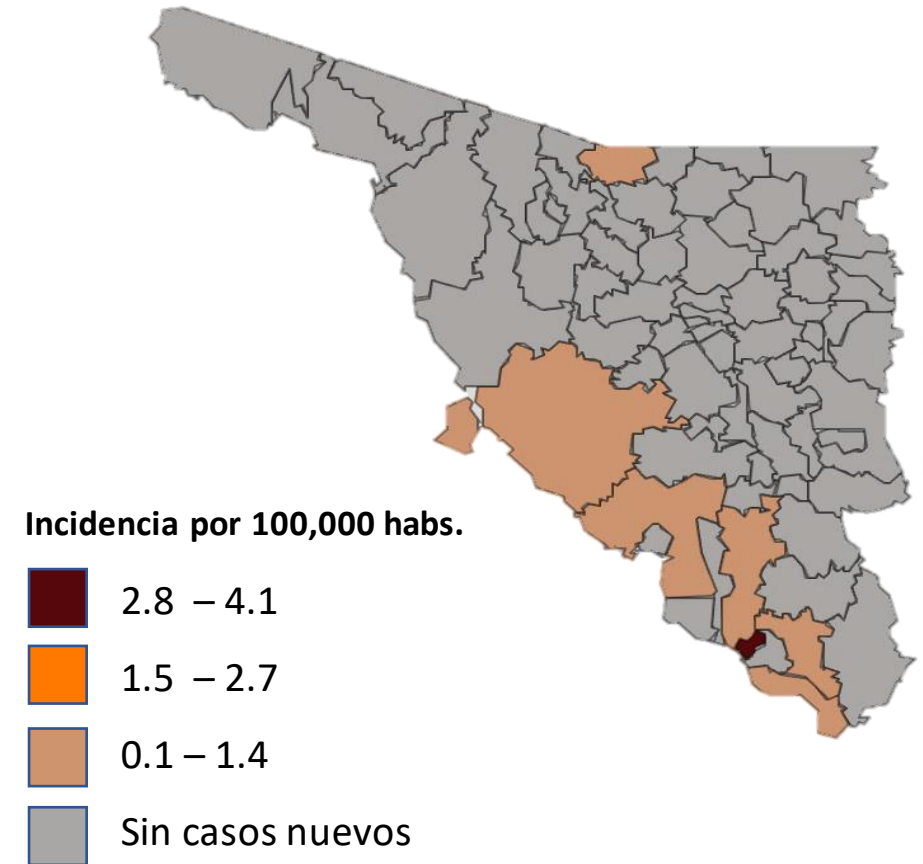 Incidencia por 100,000 habs.
2.8 – 4.1
1.5 – 2.7
0.1 – 1.4
Sin casos nuevos